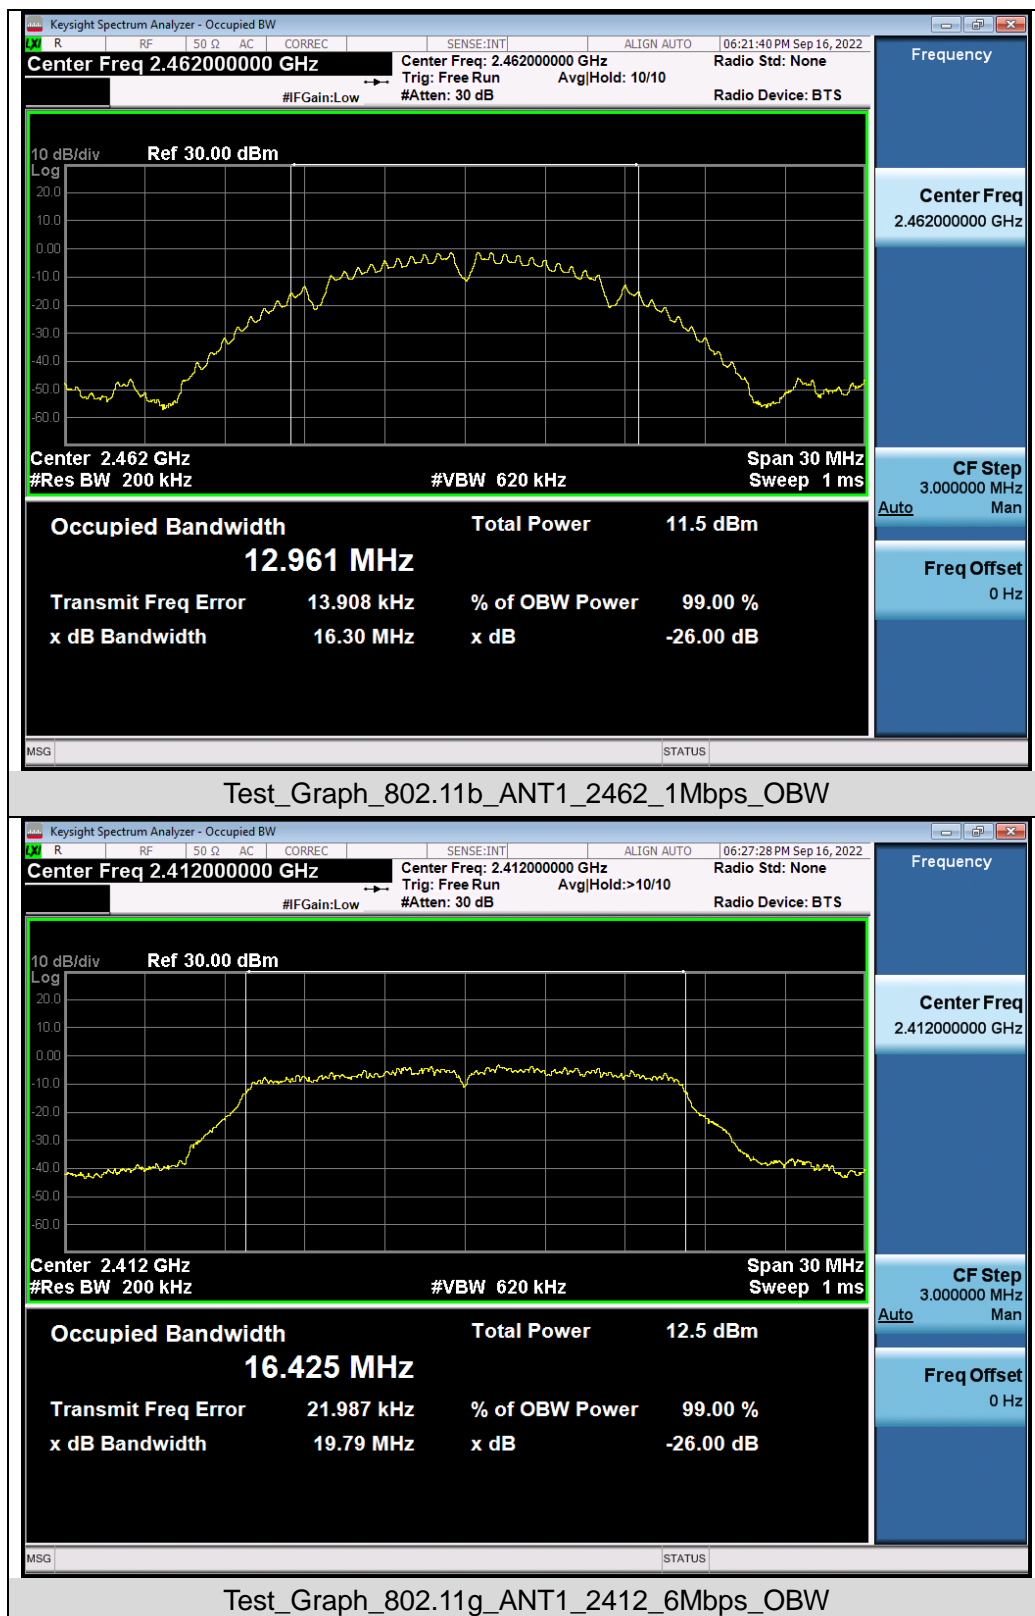 Keysight Spectrum Analyzer - Occupied BW
LXI R RF 50 Ω AC CORREC SENSE:INT ALIGN AUTO 06:21:40 PM Sep 16, 2022
Center Freq 2.462000000 GHz
Center Freq: 2.462000000 GHz Radio Std: None
Trig: Free Run Avg|Hold: 10/10
#IFGain:Low #Atten: 30 dB Radio Device: BTS
Frequency
10 dB/div Ref 30.00 dBm
Log
20.0
10.0
0.00
-10.0
-20.0
-30.0
-40.0
-50.0
-60.0
Center 2.462 GHz Span 30 MHz
#Res BW 200 kHz #VBW 620 kHz Sweep 1 ms
Center Freq
2.462000000 GHz
CF Step
3.000000 MHz
Auto Man
Freq Offset
0 Hz
Occupied Bandwidth Total Power 11.5 dBm
12.961 MHz
Transmit Freq Error 13.908 kHz % of OBW Power 99.00 %
x dB Bandwidth 16.30 MHz x dB -26.00 dB
MSG STATUS
Test_Graph_802.11b_ANT1_2462_1Mbps_OBW
Keysight Spectrum Analyzer - Occupied BW
LXI R RF 50 Ω AC CORREC SENSE:INT ALIGN AUTO 06:27:28 PM Sep 16, 2022
Center Freq 2.412000000 GHz
Center Freq: 2.412000000 GHz Radio Std: None
Trig: Free Run Avg|Hold:>10/10
#IFGain:Low #Atten: 30 dB Radio Device: BTS
Frequency
10 dB/div Ref 30.00 dBm
Log
20.0
10.0
0.00
-10.0
-20.0
-30.0
-40.0
-50.0
-60.0
Center 2.412 GHz Span 30 MHz
#Res BW 200 kHz #VBW 620 kHz Sweep 1 ms
Center Freq
2.412000000 GHz
CF Step
3.000000 MHz
Auto Man
Freq Offset
0 Hz
Occupied Bandwidth Total Power 12.5 dBm
16.425 MHz
Transmit Freq Error 21.987 kHz % of OBW Power 99.00 %
x dB Bandwidth 19.79 MHz x dB -26.00 dB
MSG STATUS
Test_Graph_802.11g_ANT1_2412_6Mbps_OBW